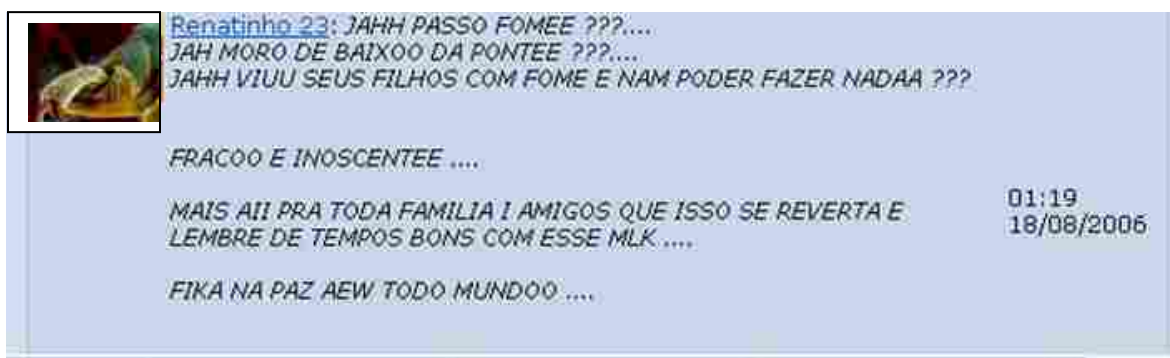 Renatinho 23: JAHH PASSO FOMEE ???....
JAH MORO DE BAIXOO DA PONTEE ???....
JAHH VIUU SEUS FILHOS COM FOME E NAM PODER FAZER NADAA ???
FRACOO E INOSCENTEE ....
MAIS AII PRA TODA FAMILIA I AMIGOS QUE ISSO SE REVERTA E
LEMBRE DE TEMPOS BONS COM ESSE MLK ....
01:19
18/08/2006
FIKA NA PAZ AEW TODO MUNDOO ....